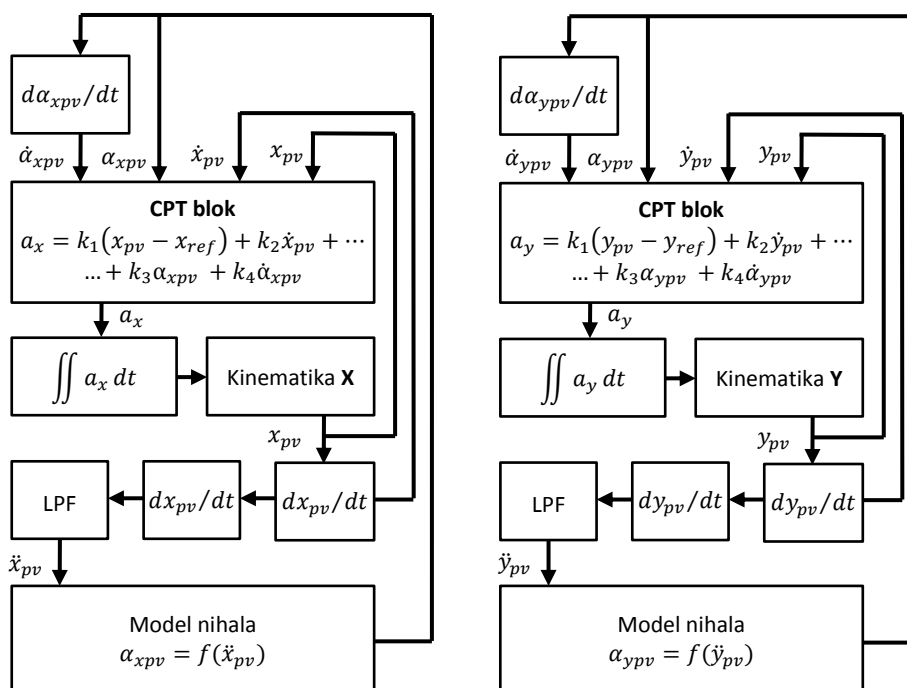 dα_xpv/dt
α̇_xpv α_xpv ẋ_pv x_pv
CPT blok
a_x = k_1(x_pv − x_ref) + k_2ẋ_pv + ⋯
... + k_3α_xpv + k_4α̇_xpv
a_x
∬ a_x dt
Kinematika X
x_pv
LPF
dx_pv/dt
dx_pv/dt
ẍ_pv
Model nihala
α_xpv = f(ẍ_pv)
dα_ypv/dt
α̇_ypv α_ypv ẏ_pv y_pv
CPT blok
a_y = k_1(y_pv − y_ref) + k_2ẏ_pv + ⋯
... + k_3α_ypv + k_4α̇_ypv
a_y
∬ a_y dt
Kinematika Y
y_pv
LPF
dy_pv/dt
dy_pv/dt
ÿ_pv
Model nihala
α_ypv = f(ÿ_pv)